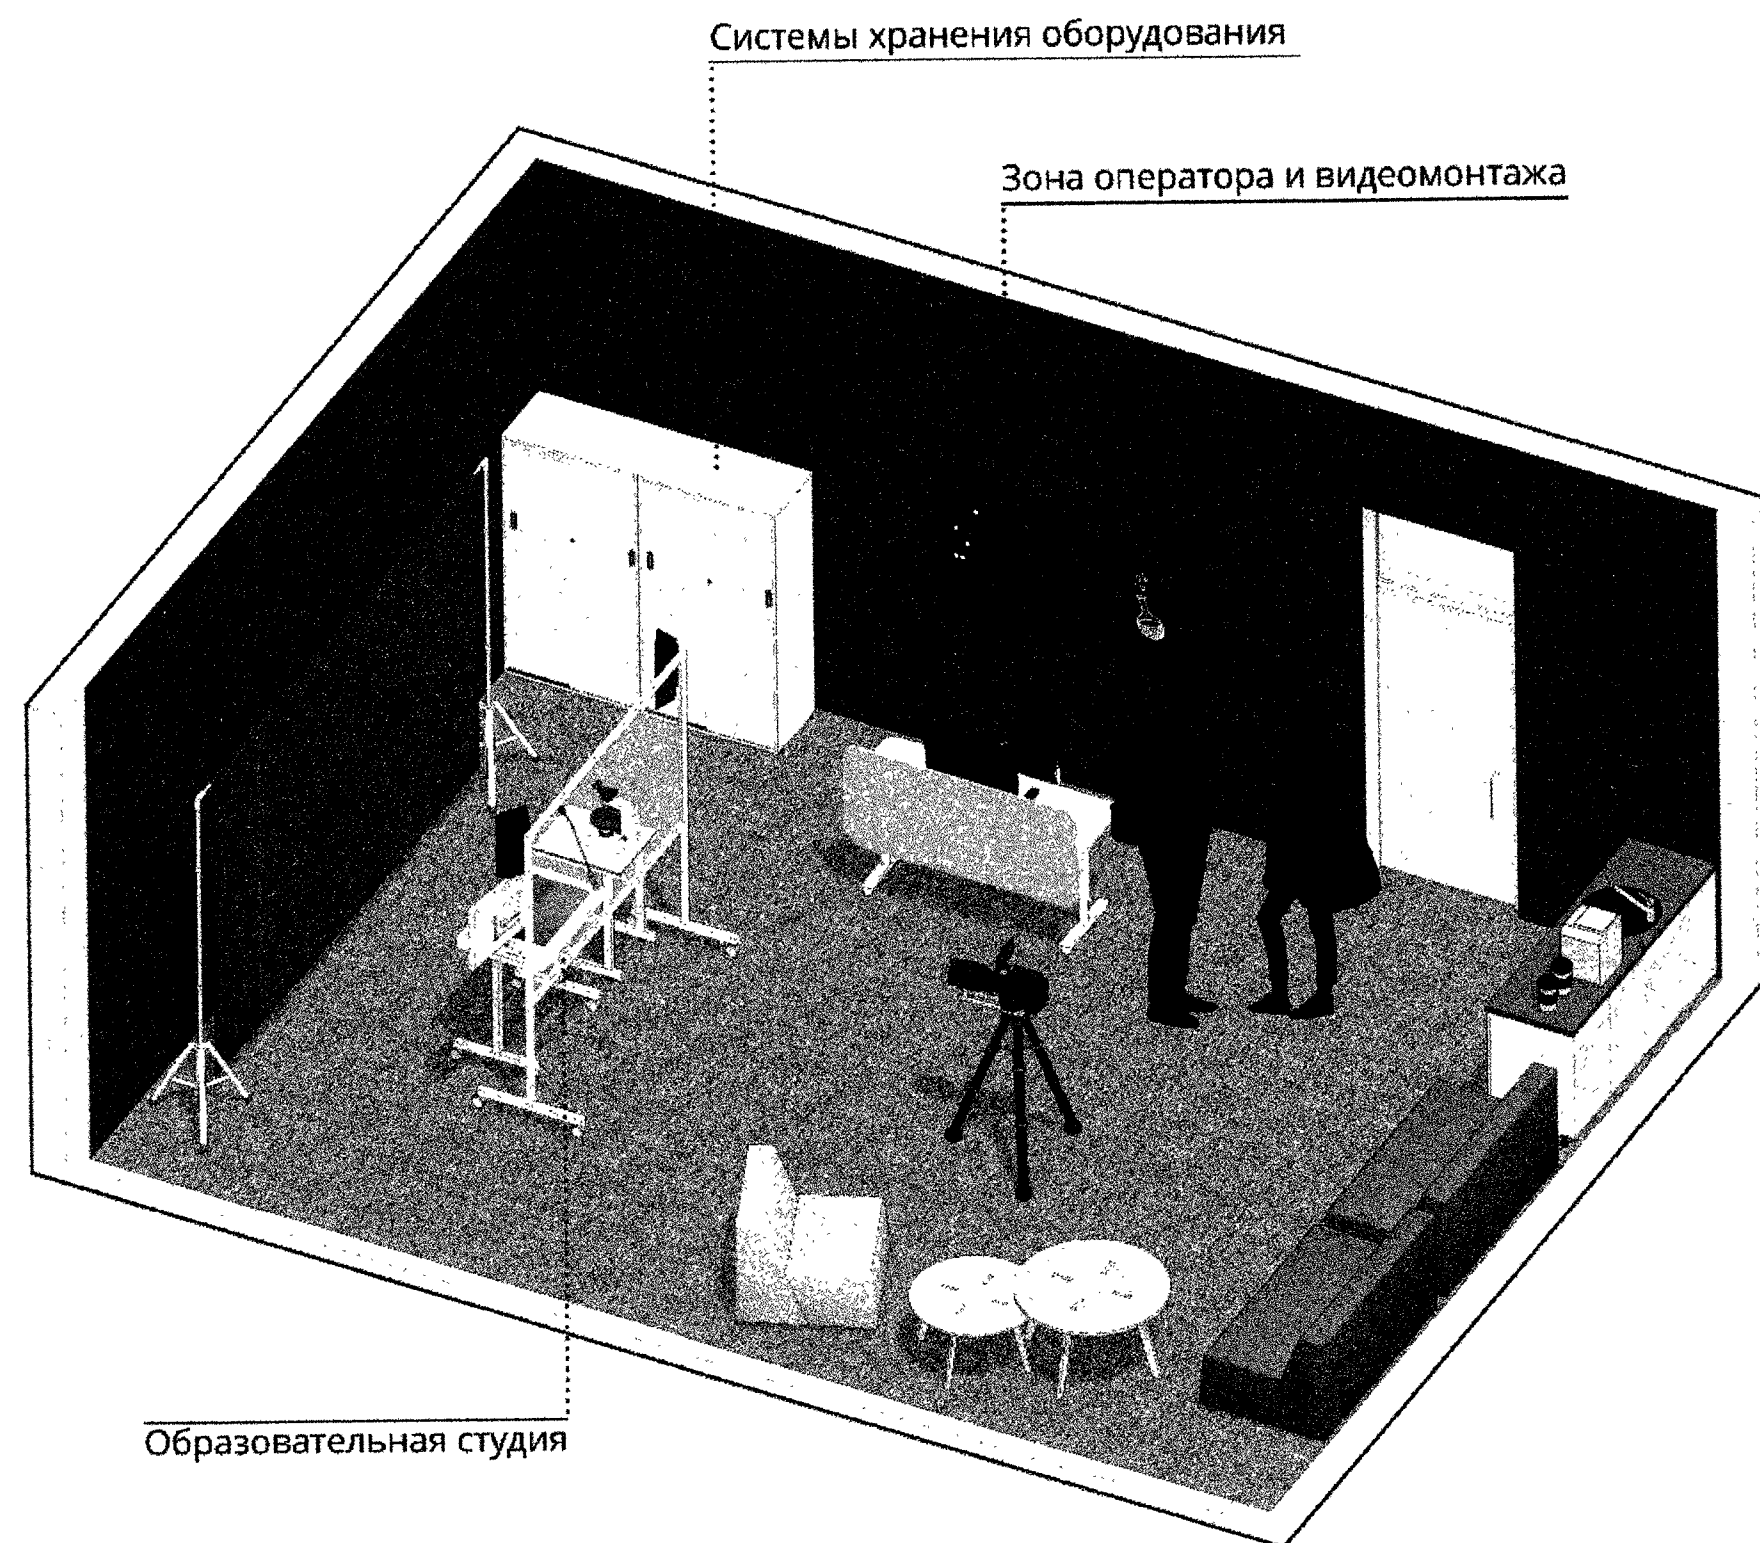 Системы хранения оборудования
Зона оператора и видеомонтажа
Образовательная студия